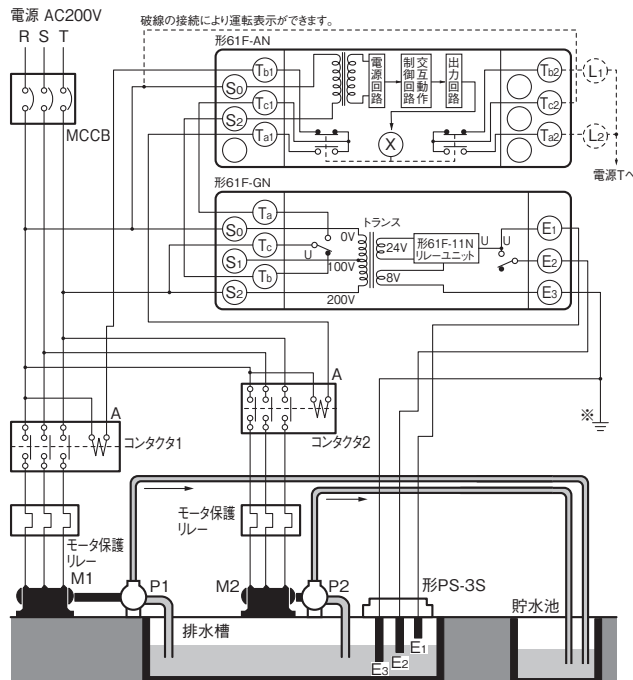 電源 AC200V
R S T
MCCB
破線の接続により運転表示ができます。
形61F-AN
S0
S2
Tb1
Tc1
Ta1
電源回路
交互動作制御回路
出力回路
X
Tb2
Tc2
Ta2
L1
L2
電源Tへ
形61F-GN
S0
S1
S2
Ta
Tc
Tb
U
0V
100V
200V
トランス
24V
8V
形61F-11N
リレーユニット
U
U
E1
E2
E3
※
A
コンタクタ1
A
コンタクタ2
モータ保護
リレー
モータ保護
リレー
M1
P1
M2
P2
形PS-3S
貯水池
排水槽
E3
E2
E1